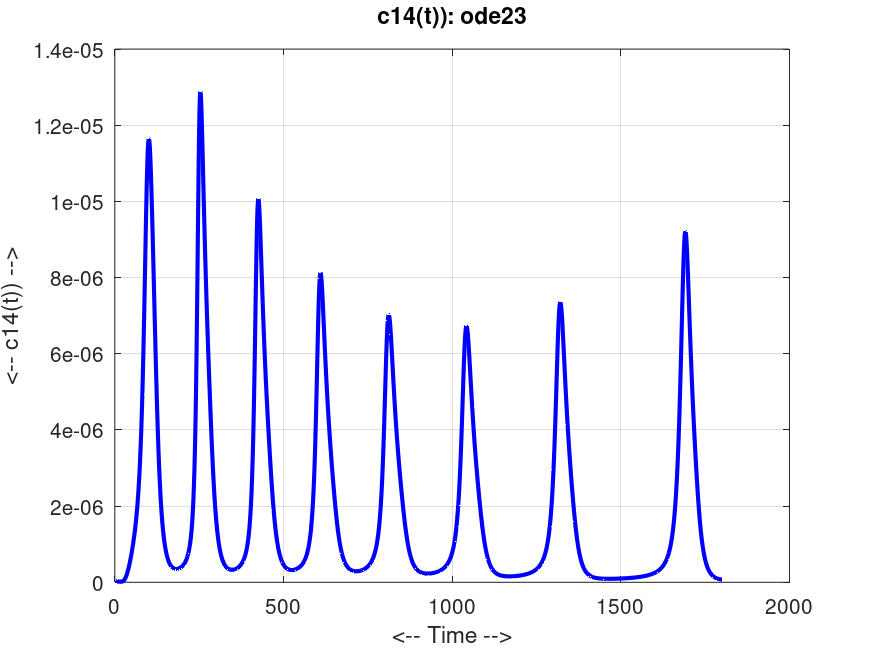 c14(t)): ode23
1.4e-05
1.2e-05
1e-05
8e-06
6e-06
4e-06
2e-06
0
<-- c14(t)) -->
0 500 1000 1500 2000
<-- Time -->